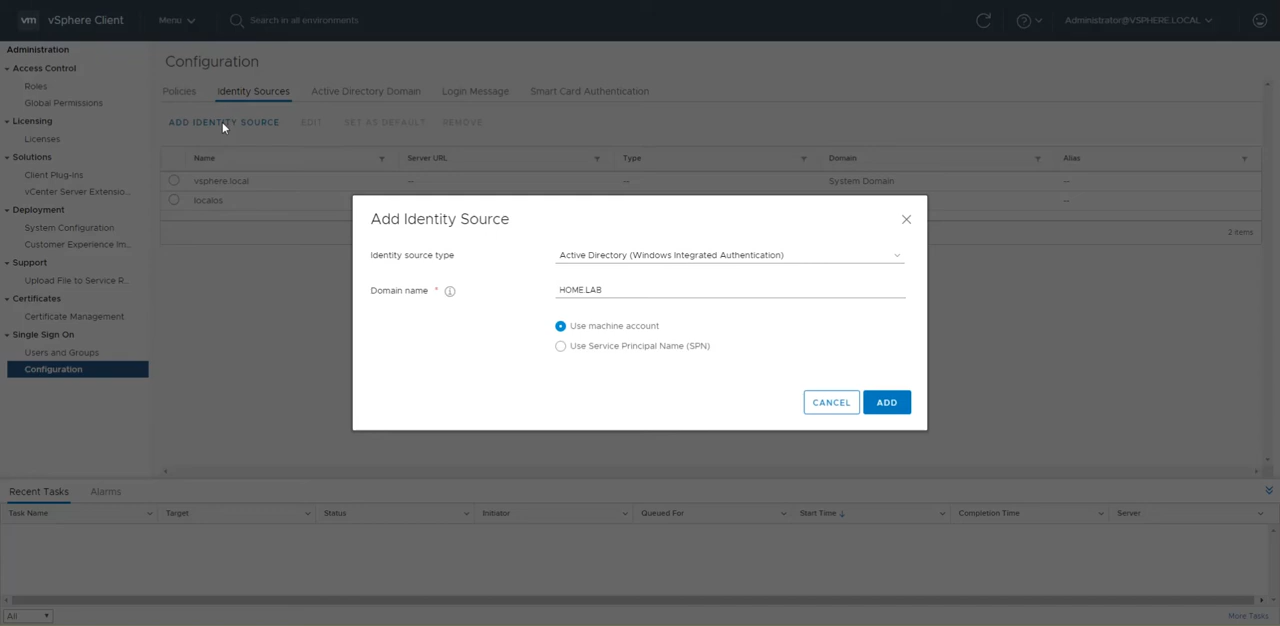 vm vSphere Client Menu Search in all environments Administrator@VSPHERE.LOCAL
Administration
Access Control
Roles
Global Permissions
Licensing
Licenses
Solutions
Client Plug-Ins
vCenter Server Extensio...
Deployment
System Configuration
Customer Experience Im...
Support
Upload File to Service R...
Certificates
Certificate Management
Single Sign On
Users and Groups
Configuration
Configuration
Policies Identity Sources Active Directory Domain Login Message Smart Card Authentication
ADD IDENTITY SOURCE EDIT SET AS DEFAULT REMOVE
Name Server URL Type Domain Alias
vsphere.local -- -- System Domain --
localos --
2 items
Add Identity Source
Identity source type Active Directory (Windows Integrated Authentication)
Domain name * HOME.LAB
Use machine account
Use Service Principal Name (SPN)
CANCEL ADD
Recent Tasks Alarms
Task Name Target Status Initiator Queued For Start Time ↓ Completion Time Server
All More Tasks